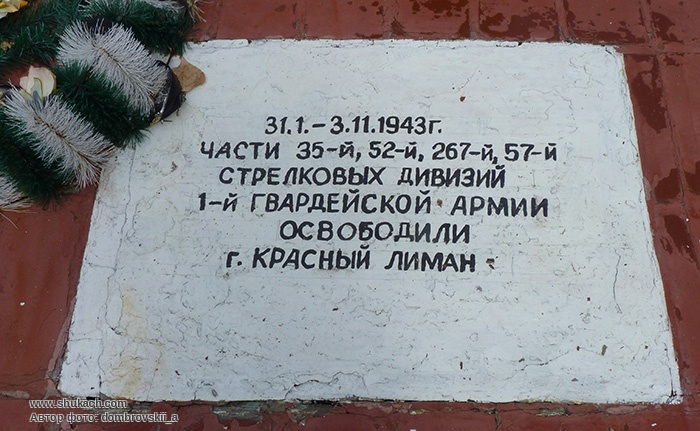 31.1.-3.11.1943г.
ЧАСТИ 35-й, 52-й, 267-й, 57-й
СТРЕЛКОВЫХ ДИВИЗИЙ
1-й ГВАРДЕЙСКОЙ АРМИИ
ОСВОБОДИЛИ
г. КРАСНЫЙ ЛИМАН
www.shukach.com
Автор фото: dombrovskii_a